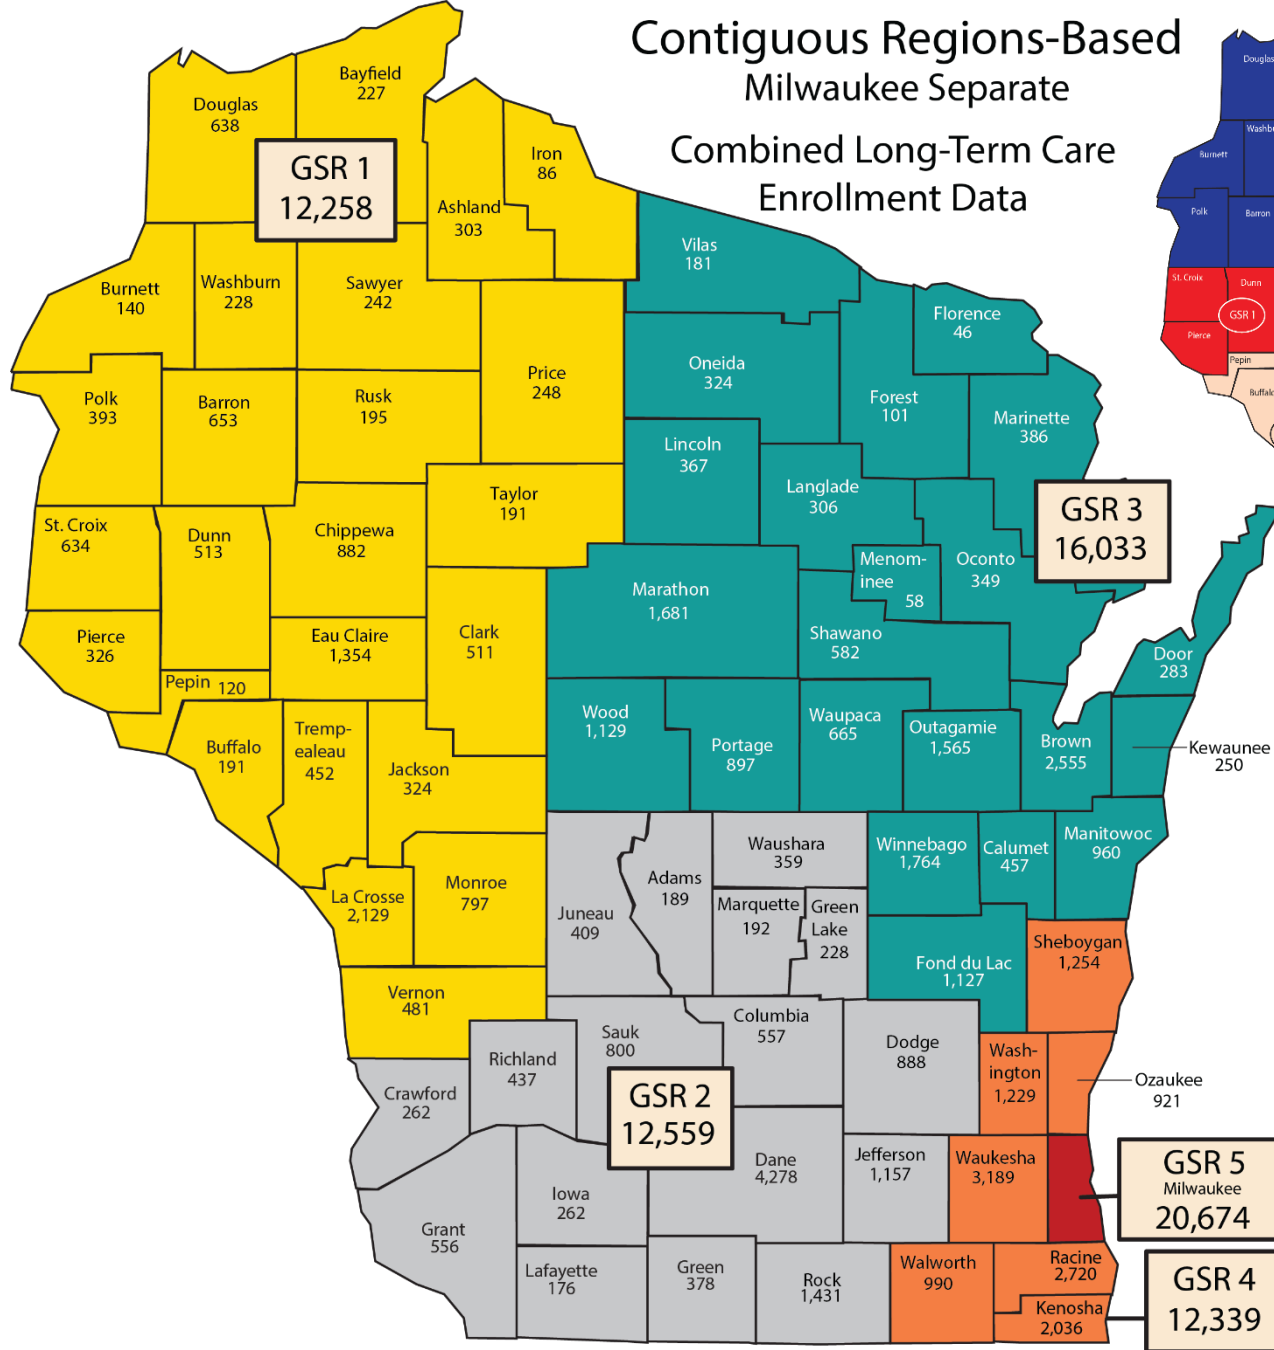 Contiguous Regions-Based
Milwaukee Separate
Combined Long-Term Care
Enrollment Data
Douglas
638
Bayfield
227
GSR 1
12,258
Ashland
303
Iron
86
Burnett
140
Washburn
228
Sawyer
242
Price
248
Polk
393
Barron
653
Rusk
195
Taylor
191
St. Croix
634
Dunn
513
Chippewa
882
Pierce
326
Eau Claire
1,354
Clark
511
Pepin 120
Buffalo
191
Tremp-
ealeau
452
Jackson
324
La Crosse
2,129
Monroe
797
Vernon
481
Vilas
181
Florence
46
Oneida
324
Forest
101
Marinette
386
Lincoln
367
Langlade
306
GSR 3
16,033
Marathon
1,681
Menom-
inee
58
Oconto
349
Shawano
582
Door
283
Wood
1,129
Portage
897
Waupaca
665
Outagamie
1,565
Brown
2,555
Kewaunee
250
Winnebago
1,764
Calumet
457
Manitowoc
960
Fond du Lac
1,127
Juneau
409
Adams
189
Waushara
359
Marquette
192
Green
Lake
228
Sauk
800
Columbia
557
Dodge
888
Richland
437
Crawford
262
GSR 2
12,559
Dane
4,278
Jefferson
1,157
Grant
556
Iowa
262
Lafayette
176
Green
378
Rock
1,431
Sheboygan
1,254
Wash-
ington
1,229
Ozaukee
921
Waukesha
3,189
GSR 5
Milwaukee
20,674
Walworth
990
Racine
2,720
Kenosha
2,036
GSR 4
12,339
Douglas
Burnett
Washbu
Polk
Barron
St. Croix
Dunn
GSR 1
Pierce
Pepin
Buffalo